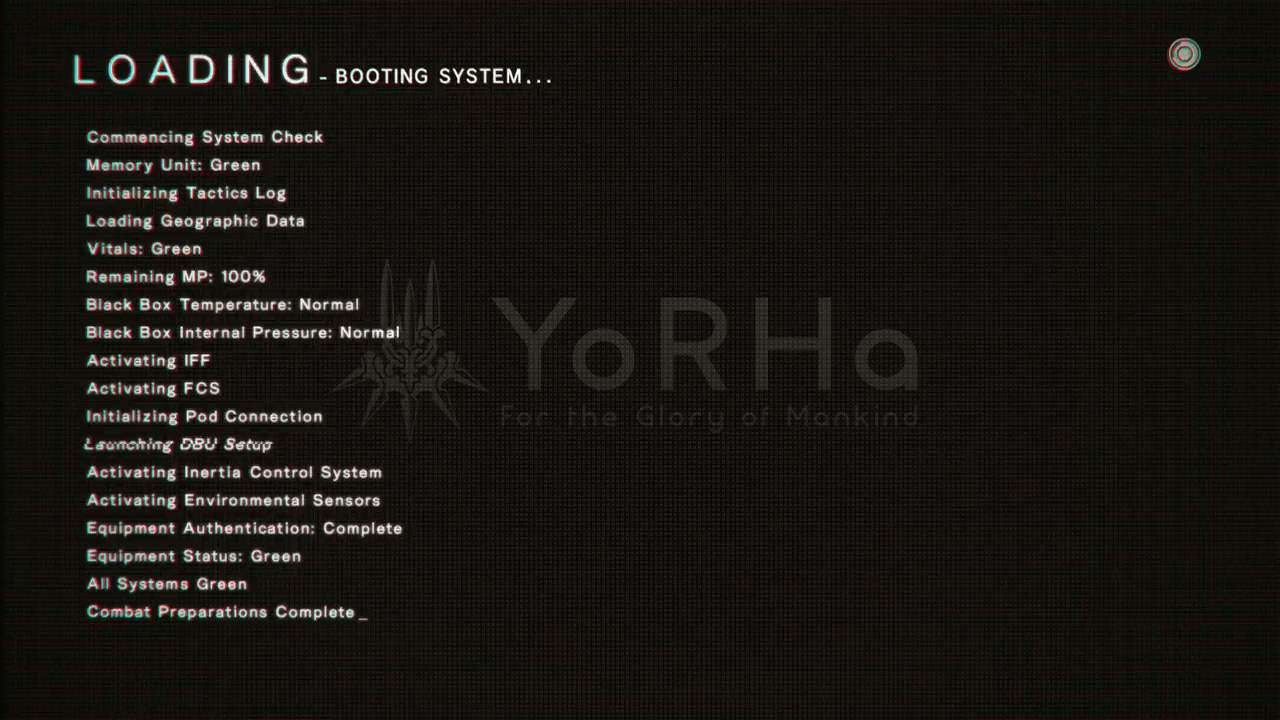 LOADING - BOOTING SYSTEM...
Commencing System Check
Memory Unit: Green
Initializing Tactics Log
Loading Geographic Data
Vitals: Green
Remaining MP: 100%
Black Box Temperature: Normal
Black Box Internal Pressure: Normal
Activating IFF
Activating FCS
Initializing Pod Connection
Launching DBU Setup
Activating Inertia Control System
Activating Environmental Sensors
Equipment Authentication: Complete
Equipment Status: Green
All Systems Green
Combat Preparations Complete_
YoRHa
For the Glory of Mankind